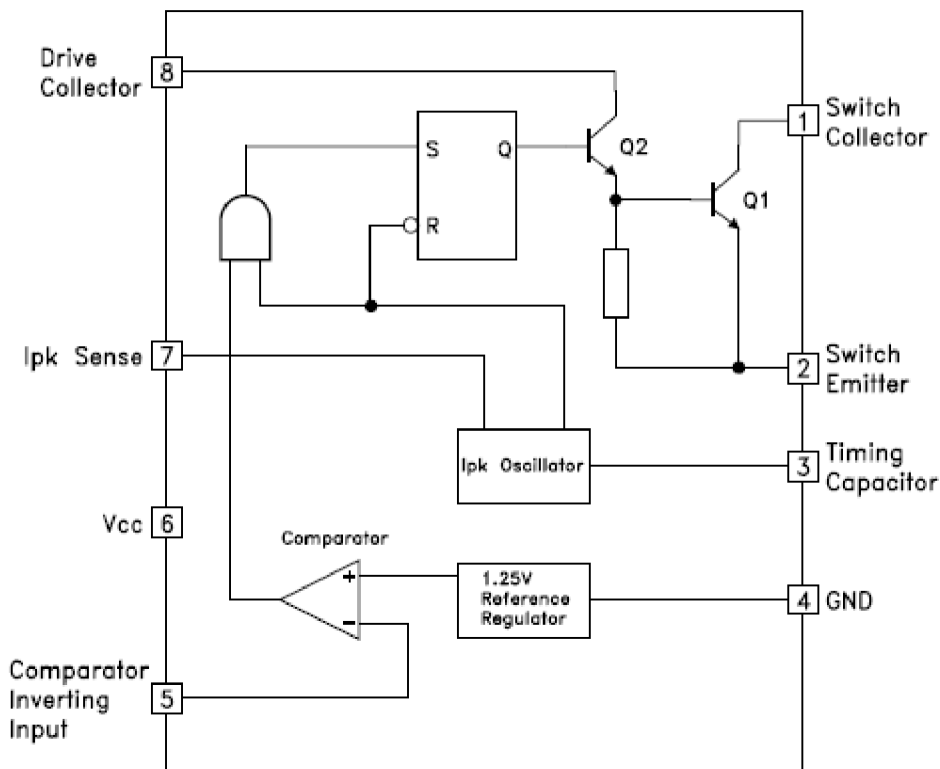 Drive
Collector
8
1
Switch
Collector
S
Q
Q2
R
Q1
Ipk Sense
7
2
Switch
Emitter
Ipk Oscillator
3
Timing
Capacitor
Vcc
6
Comparator
+
−
1.25V
Reference
Regulator
4
GND
Comparator
Inverting
Input
5